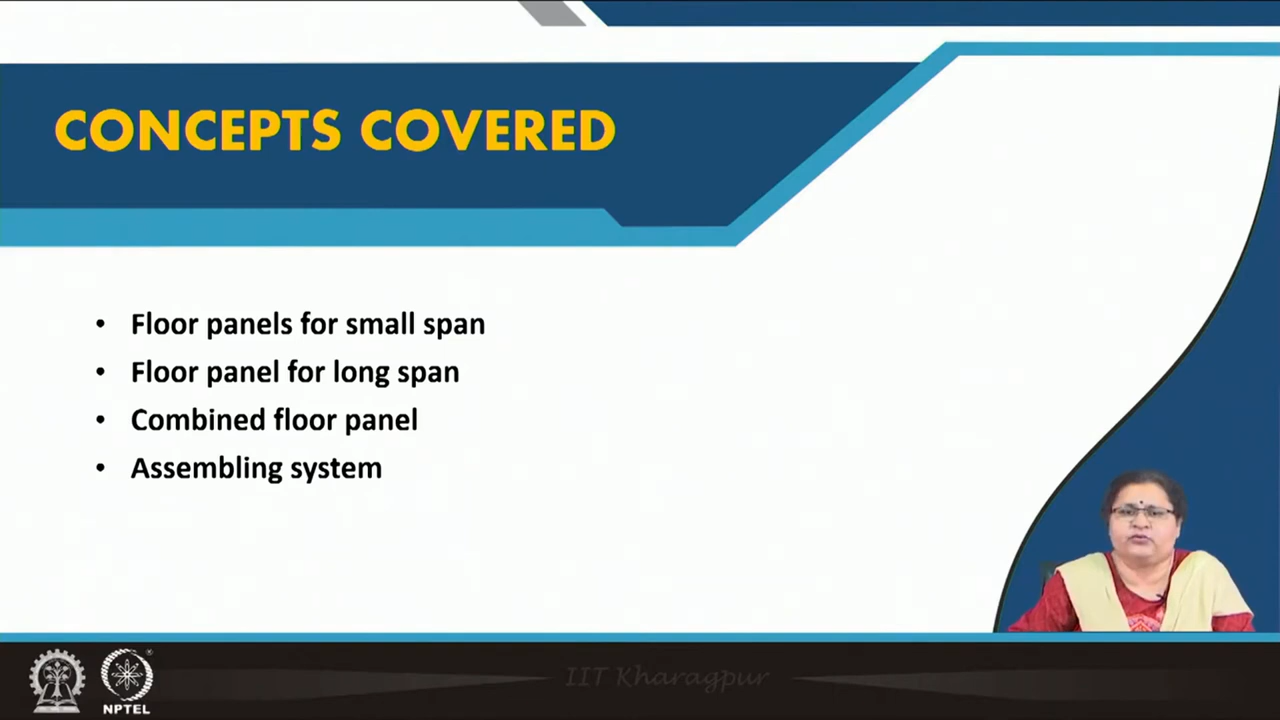 CONCEPTS COVERED
• Floor panels for small span
• Floor panel for long span
• Combined floor panel
• Assembling system
IIT Kharagpur
NPTEL